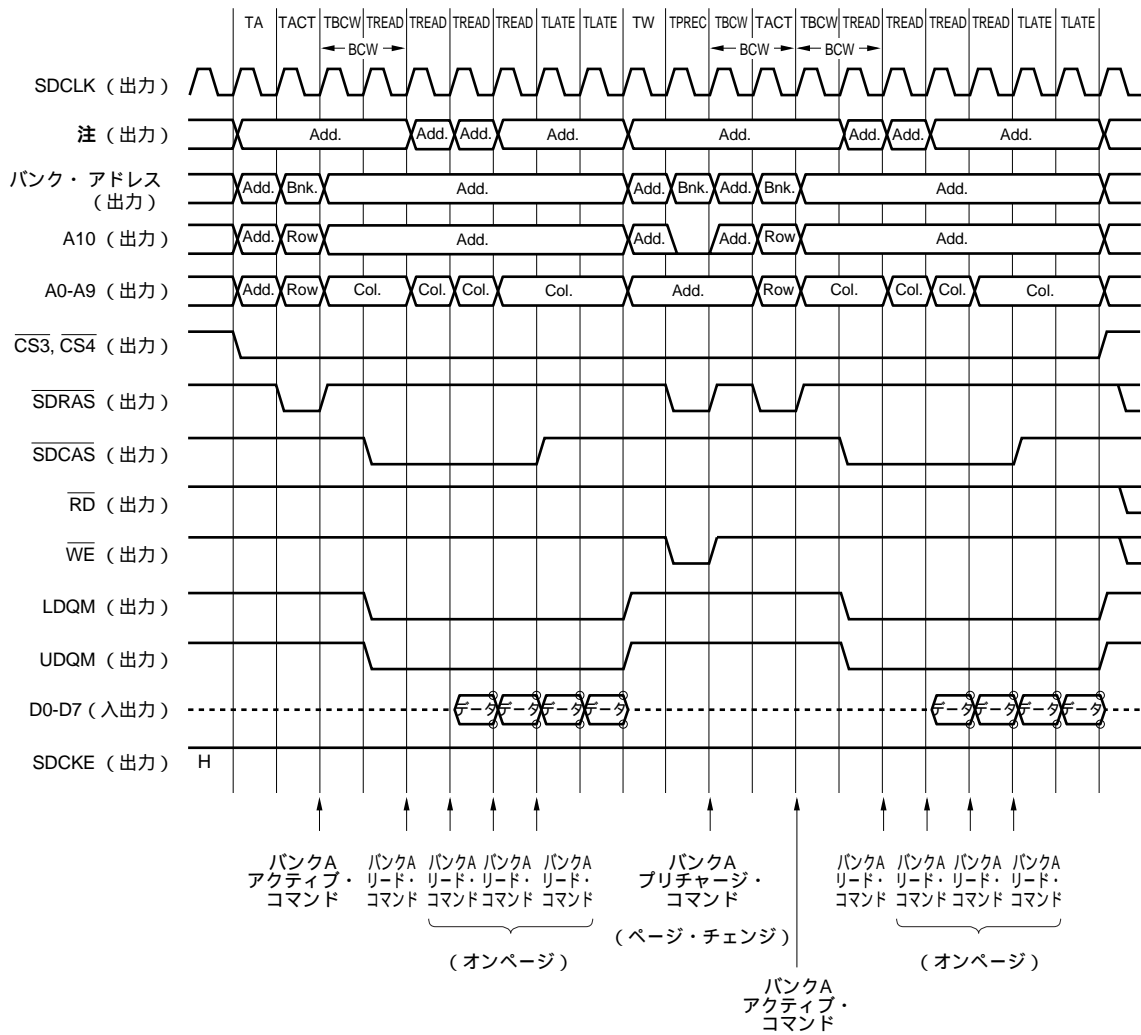 TA TACT TBCW TREAD TREAD TREAD TREAD TLATE TLATE TW TPREC TBCW TACT TBCW TREAD TREAD TREAD TREAD TLATE TLATE
BCW BCW BCW
SDCLK（出力）
注（出力） Add. Add. Add. Add. Add. Add. Add. Add.
バンク・アドレス
（出力） Add. Bnk. Add. Add. Bnk. Add. Bnk. Add.
A10（出力） Add. Row Add. Add. Add. Row Add.
A0-A9（出力） Add. Row Col. Col. Col. Col. Add. Row Col. Col. Col. Col.
CS3, CS4（出力）
SDRAS（出力）
SDCAS（出力）
RD（出力）
WE（出力）
LDQM（出力）
UDQM（出力）
D0-D7（入出力） データ データ データ データ データ データ データ データ
SDCKE（出力） H
バンクA バンクA バンクA バンクA バンクA バンクA バンクA バンクA バンクA バンクA
アクティブ・ リード・ リード・ リード・ リード・ プリチャージ・ リード・ リード・ リード・ リード・
コマンド コマンド コマンド コマンド コマンド コマンド コマンド コマンド コマンド コマンド
（ページ・チェンジ）
（オンページ） （オンページ）
バンクA
アクティブ・
コマンド